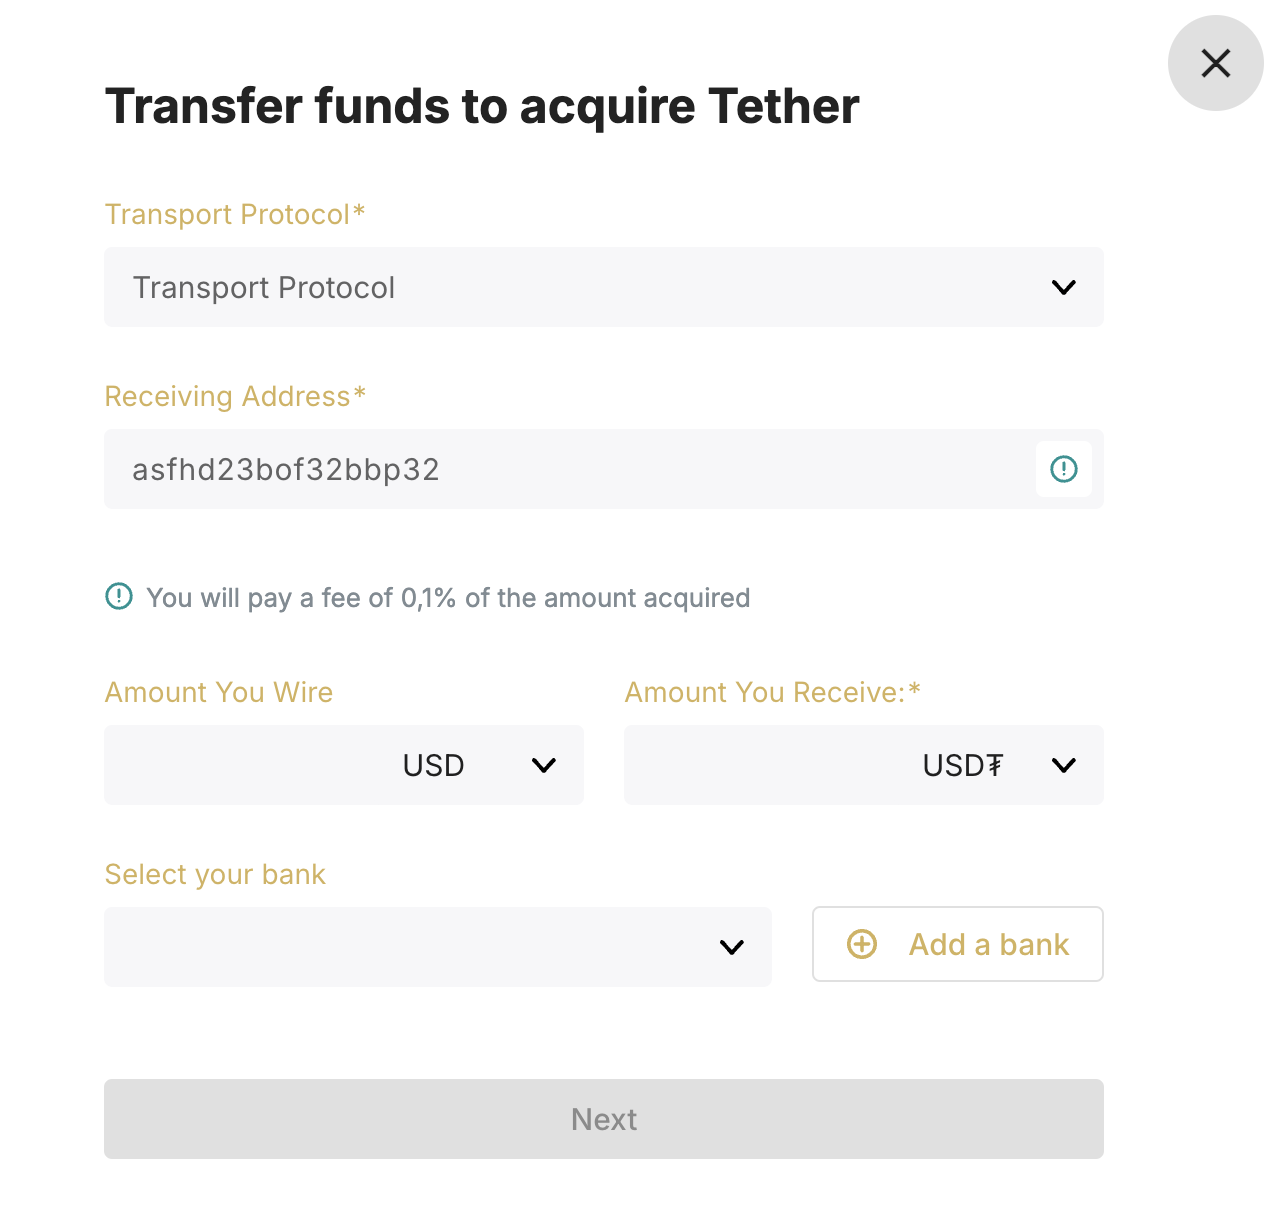 Transfer funds to acquire Tether
Transport Protocol*
Transport Protocol
Receiving Address*
asfhd23bof32bbp32
You will pay a fee of 0,1% of the amount acquired
Amount You Wire
Amount You Receive:*
USD
USD₮
Select your bank
Add a bank
Next